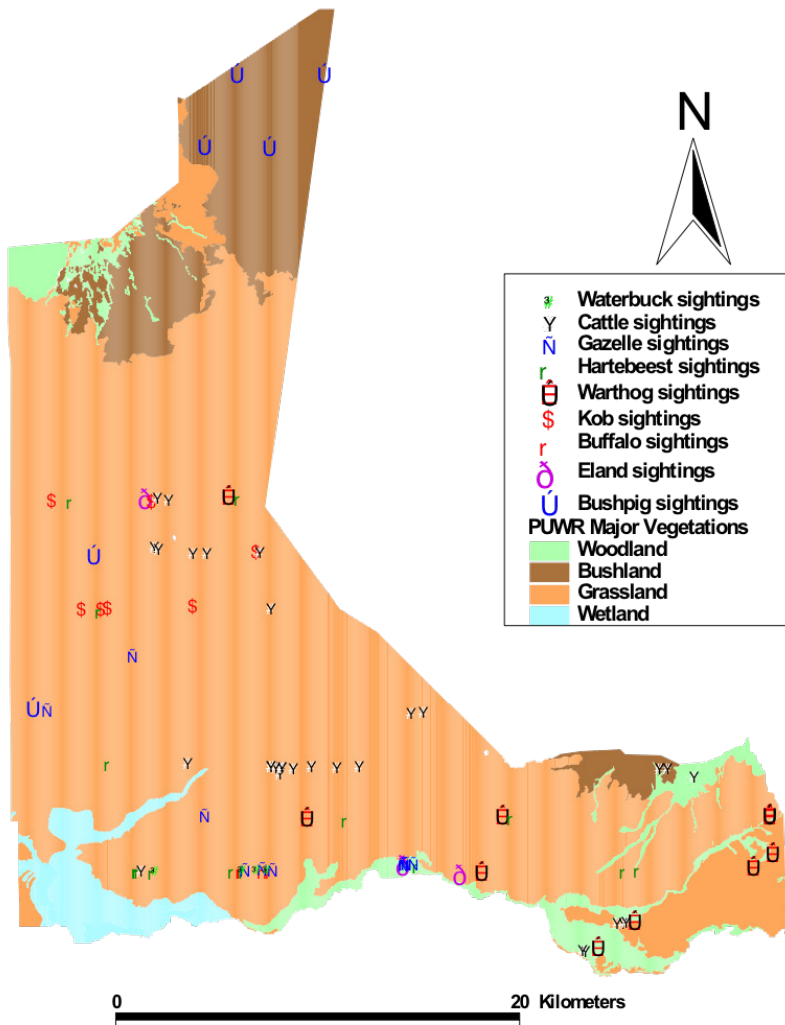 N
Waterbuck sightings
Y Cattle sightings
Ñ Gazelle sightings
r Hartebeest sightings
Ú Warthog sightings
$ Kob sightings
r Buffalo sightings
ð Eland sightings
Ú Bushpig sightings
PUWR Major Vegetations
Woodland
Bushland
Grassland
Wetland
0 20 Kilometers